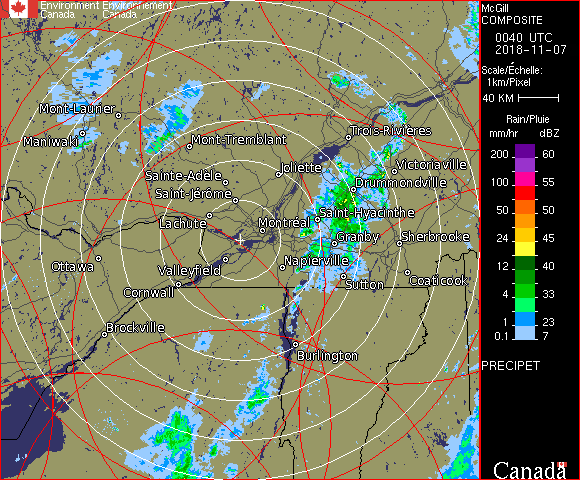 Environment Environnement
Canada Canada
McGill
COMPOSITE
0040 UTC
2018-11-07
Scale/Échelle:
1km/Pixel
40 KM
Rain/Pluie
mm/hr dBZ
200 60
100 55
50 50
24 45
12 40
8 33
4 30
1 23
0.1 7
PRECIPET
Canada
Mont-Laurier
Maniwaki
Mont-Tremblant
Trois-Rivières
Sainte-Adèle
Joliette
Victoriaville
Saint-Jérôme
Drummondville
Lachute
Montréal
Saint-Hyacinthe
Granby
Sherbrooke
Ottawa
Valleyfield
Napierville
Cornwall
Sutton
Coaticook
Brockville
Burlington